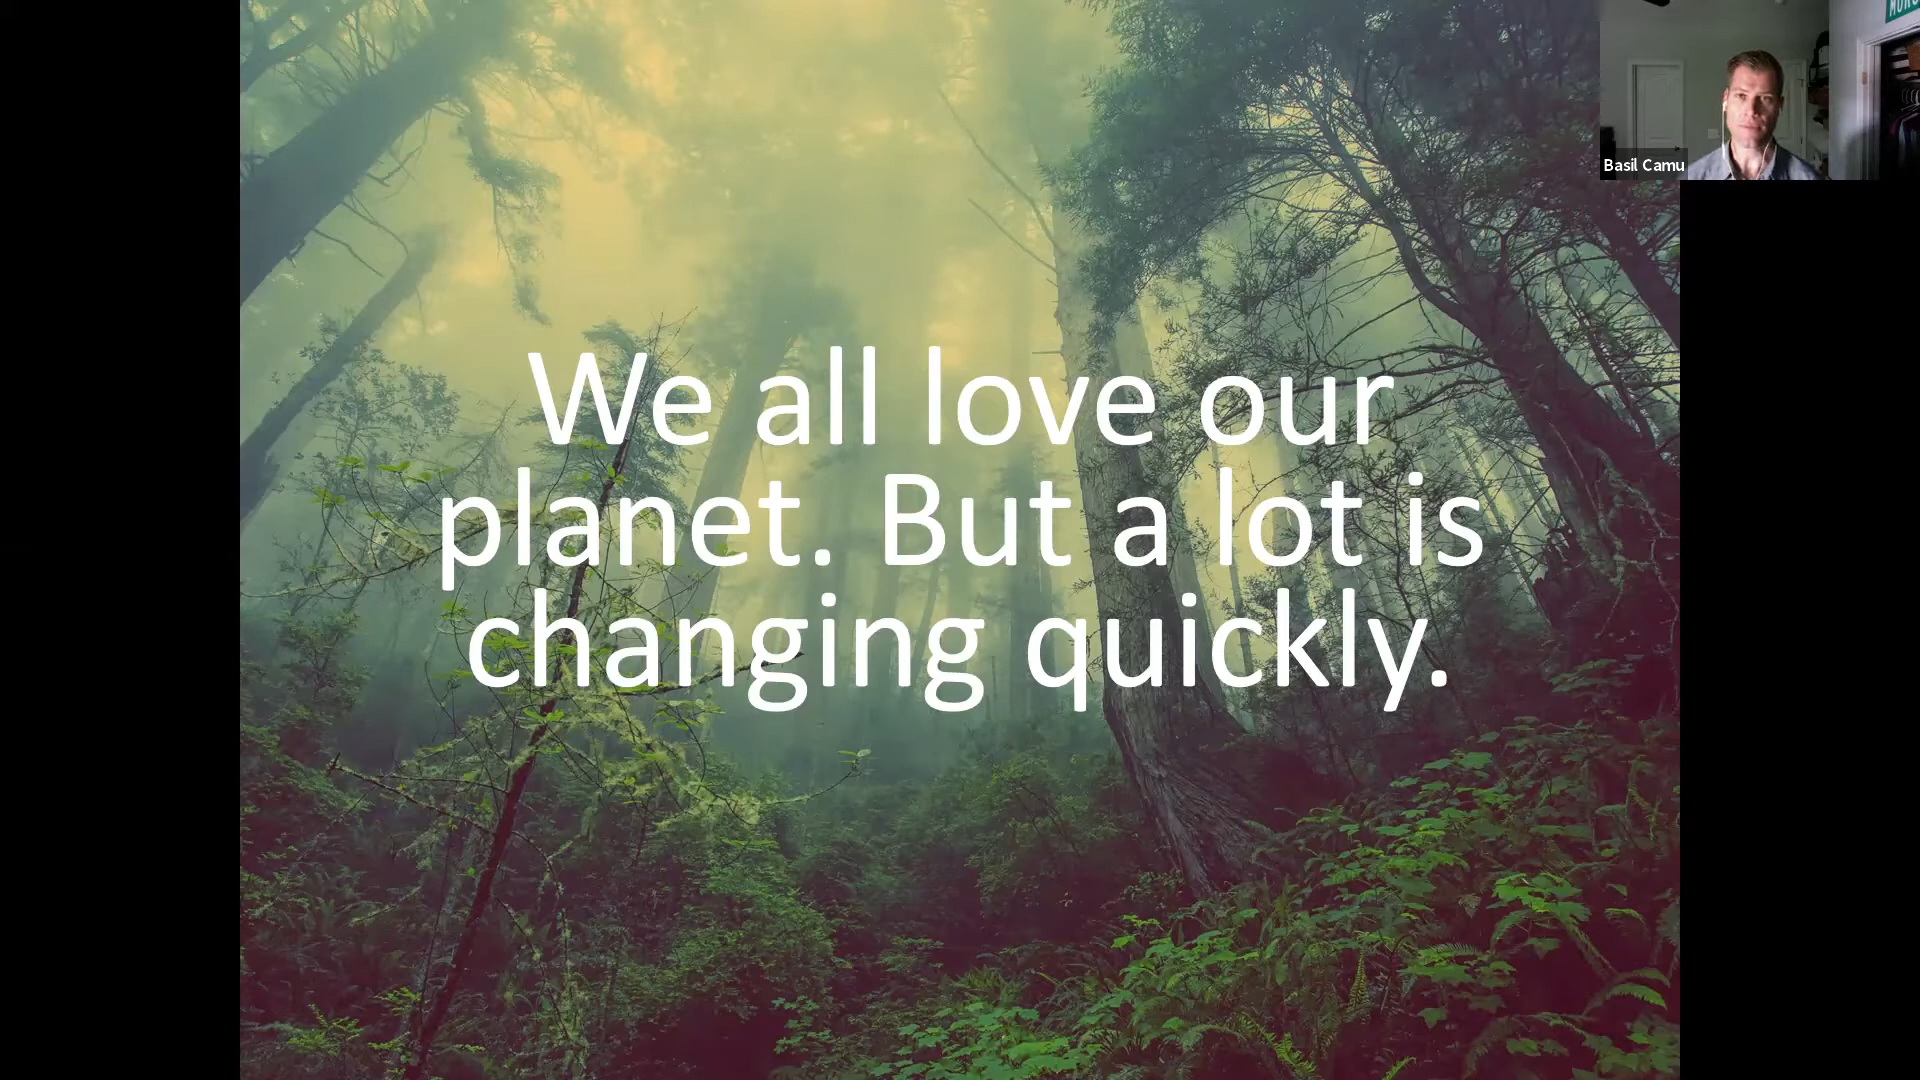 We all love our
planet. But a lot is
changing quickly.
Basil Camu